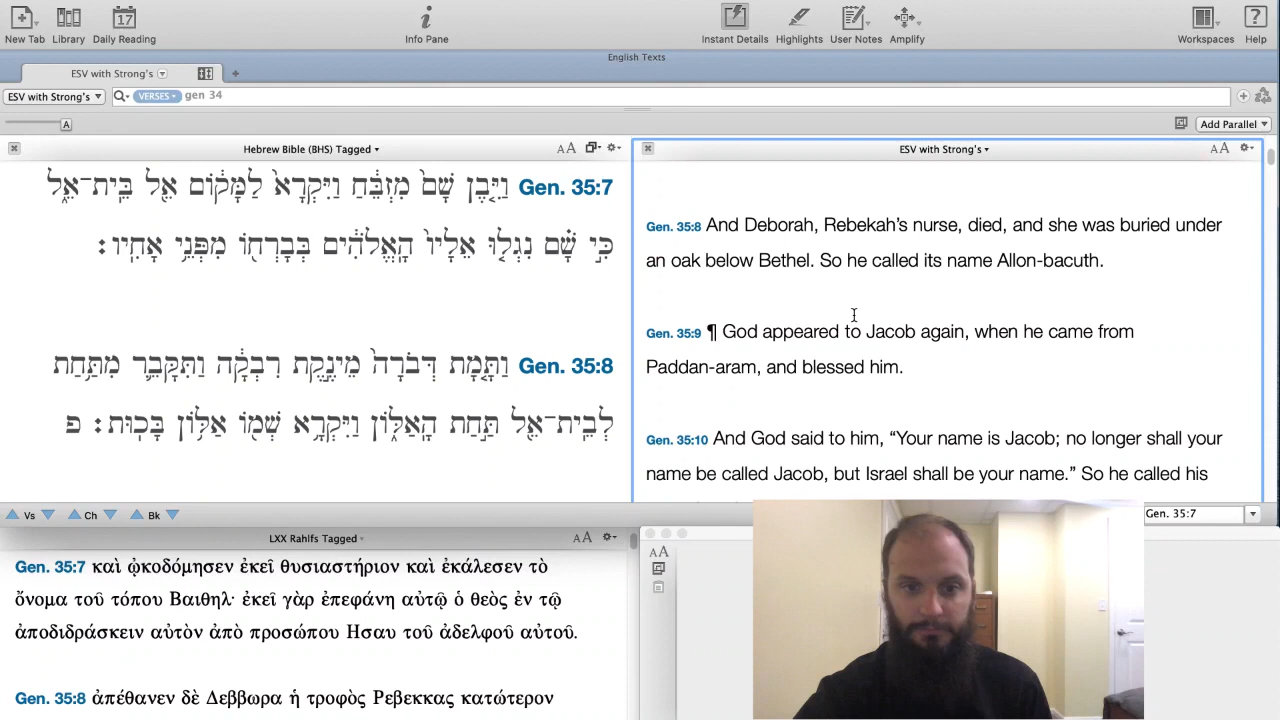 New Tab
Library
Daily Reading
17
Info Pane
Instant Details
Highlights
User Notes
Amplify
Workspaces
Help
English Texts
ESV with Strong's
ESV with Strong's
VERSES
gen 34
A
Add Parallel
Hebrew Bible (BHS) Tagged
AA
Gen. 35:7 וַיִּ֤בֶן שָׁם֙ מִזְבֵּ֔חַ וַיִּקְרָא֙ לַמָּק֔וֹם אֵ֖ל בֵּֽית־אֵ֑ל
כִּ֣י שָׁ֗ם נִגְל֤וּ אֵלָיו֙ הָֽאֱלֹהִ֔ים בְּבָרְח֖וֹ מִפְּנֵ֥י אָחִֽיו׃
Gen. 35:8 וַתָּ֤מָת דְּבֹרָה֙ מֵינֶ֣קֶת רִבְקָ֔ה וַתִּקָּבֵ֛ר מִתַּ֥חַת
לְבֵֽית־אֵ֖ל תַּ֣חַת הָֽאַלּ֑וֹן וַיִּקְרָ֥א שְׁמ֖וֹ אַלּ֥וֹן בָּכֽוּת׃ פ
ESV with Strong's
AA
Gen. 35:8 And Deborah, Rebekah’s nurse, died, and she was buried under
an oak below Bethel. So he called its name Allon-bacuth.
Gen. 35:9 ¶ God appeared to Jacob again, when he came from
Paddan-aram, and blessed him.
Gen. 35:10 And God said to him, “Your name is Jacob; no longer shall your
name be called Jacob, but Israel shall be your name.” So he called his
Vs
Ch
Bk
Gen. 35:7
LXX Rahlfs Tagged
AA
Gen. 35:7 καὶ ᾠκοδόμησεν ἐκεῖ θυσιαστήριον καὶ ἐκάλεσεν τὸ
ὄνομα τοῦ τόπου Βαιθηλ· ἐκεῖ γὰρ ἐπεφάνη αὐτῷ ὁ θεὸς ἐν τῷ
ἀποδιδράσκειν αὐτὸν ἀπὸ προσώπου Ησαυ τοῦ ἀδελφοῦ αὐτοῦ.
Gen. 35:8 ἀπέθανεν δὲ Δεββωρα ἡ τροφὸς Ρεβεκκας κατώτερον
AA